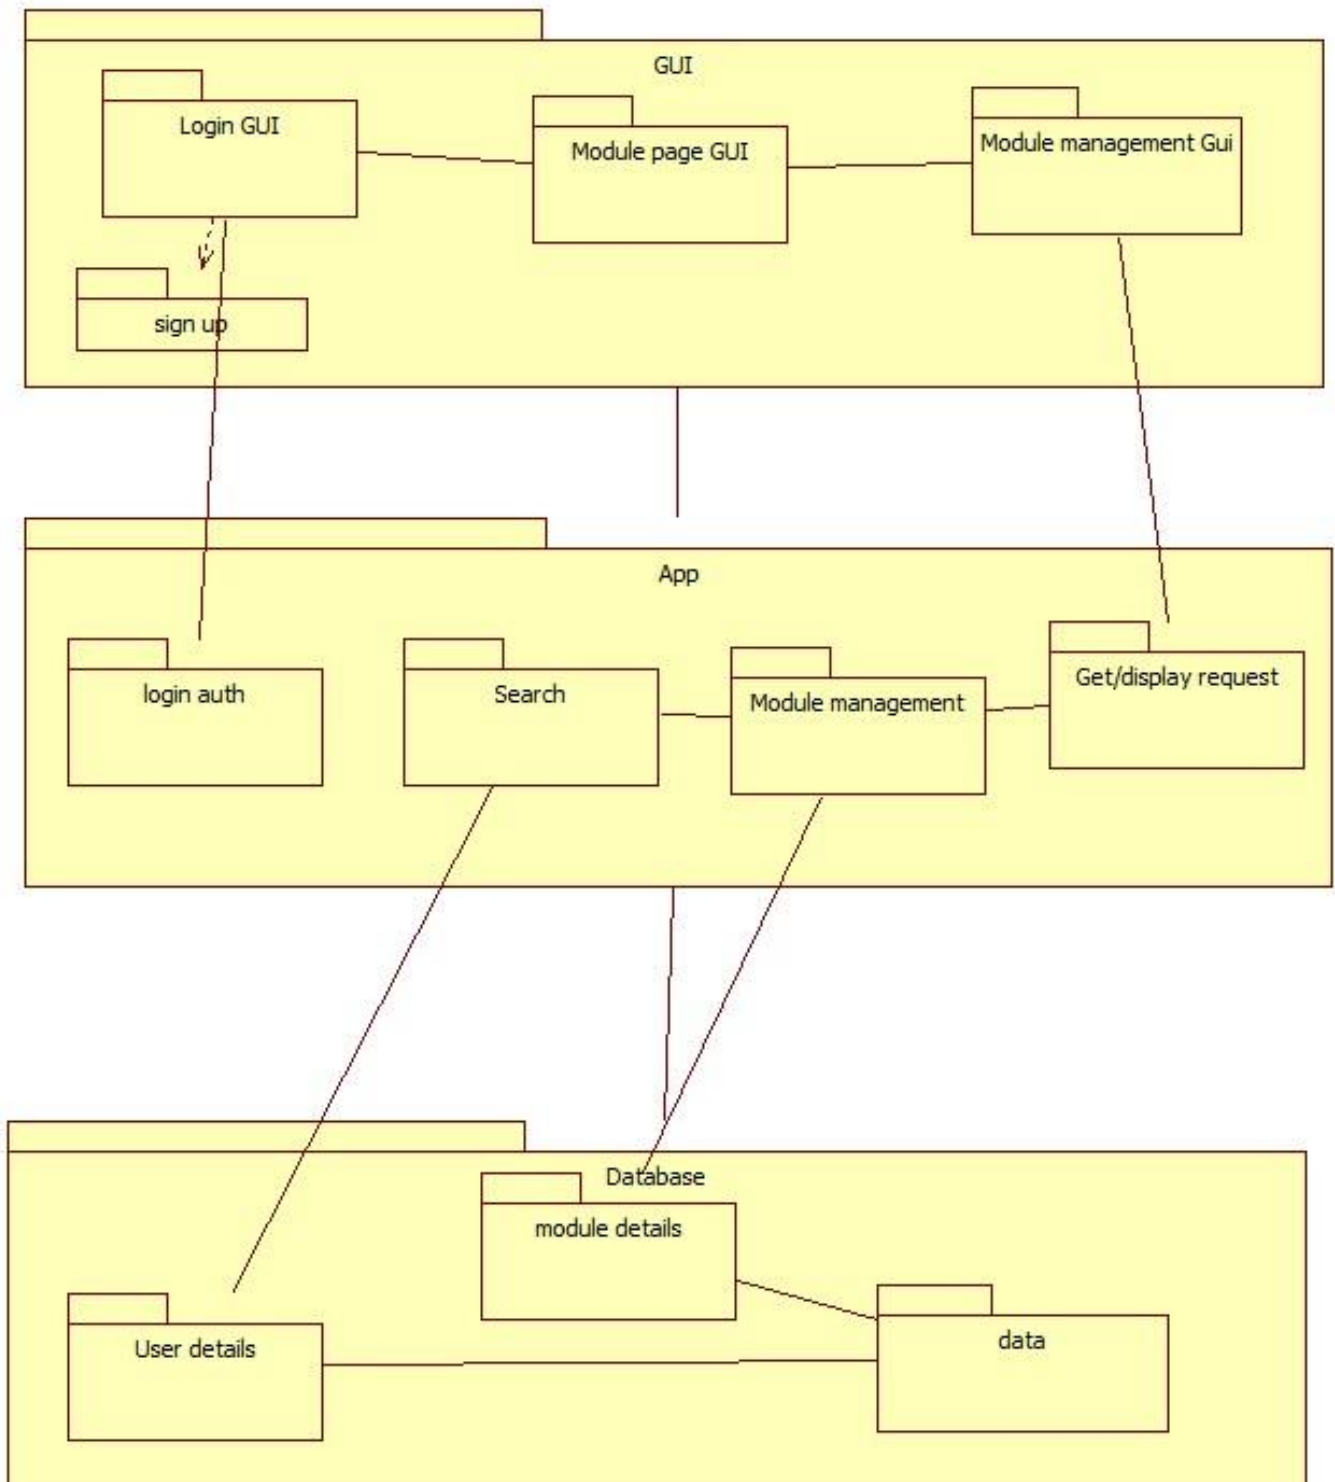 GUI
Login GUI
Module page GUI
Module management Gui
sign up
App
login auth
Search
Module management
Get/display request
Database
module details
User details
data